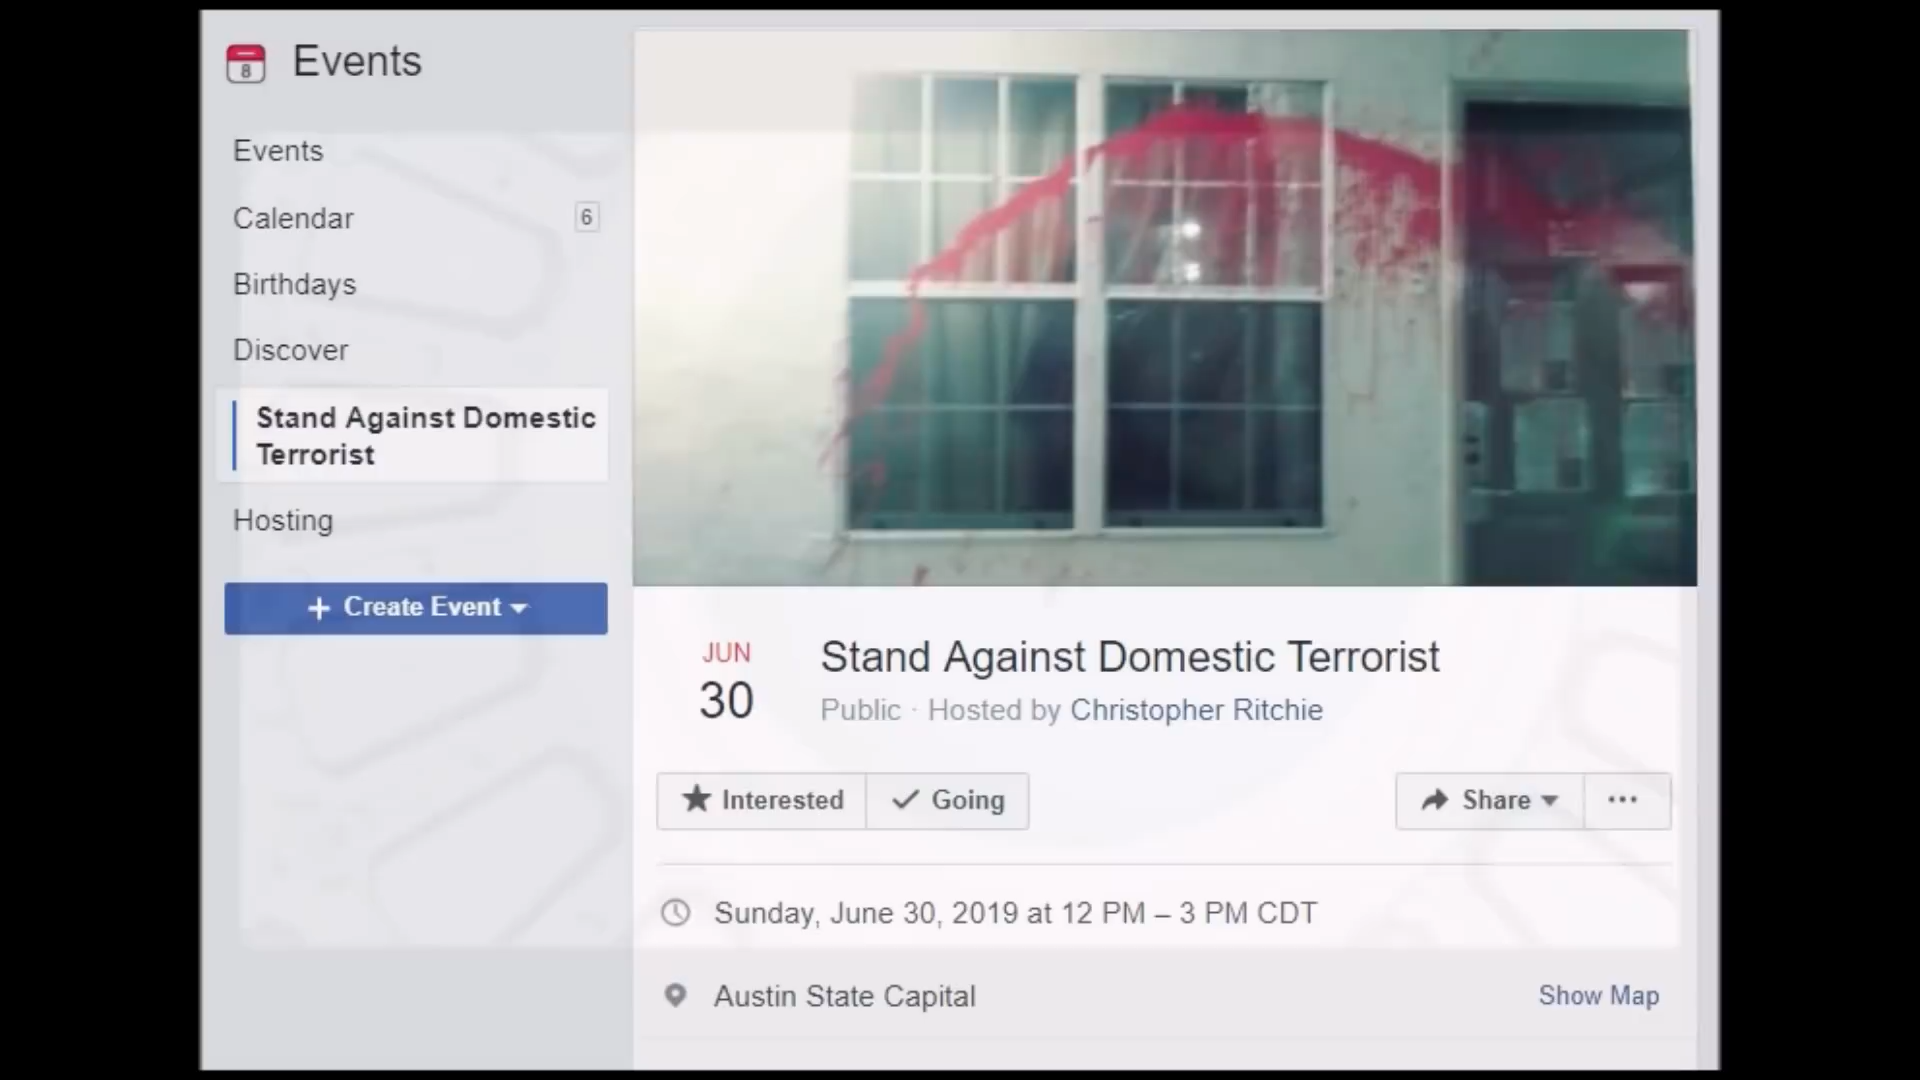 8
Events
Events
Calendar
6
Birthdays
Discover
Stand Against Domestic
Terrorist
Hosting
+ Create Event
JUN
30
Stand Against Domestic Terrorist
Public · Hosted by Christopher Ritchie
Interested
Going
Share
Sunday, June 30, 2019 at 12 PM – 3 PM CDT
Austin State Capital
Show Map